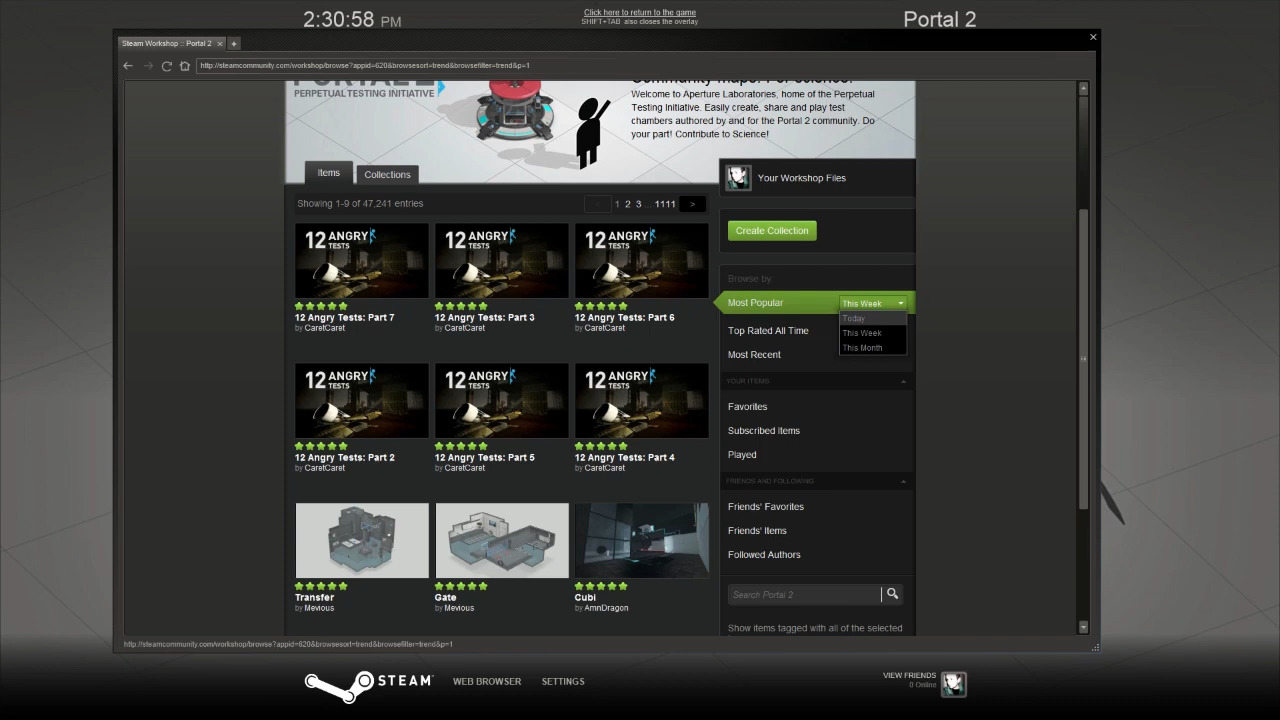 2:30:58 PM
Click here to return to the game
SHIFT+TAB also closes the overlay
Portal 2
Steam Workshop :: Portal 2
http://steamcommunity.com/workshop/browse?appid=620&browsesort=trend&browsefilter=trend&p=1
PERPETUAL TESTING INITIATIVE
Community maps. For science!
Welcome to Aperture Laboratories, home of the Perpetual
Testing Initiative. Easily create, share and play test
chambers authored by and for the Portal 2 community. Do
your part! Contribute to Science!
Items
Collections
Your Workshop Files
Showing 1-9 of 47,241 entries
< 1 2 3 ... 1111 >
Create Collection
12 ANGRY TESTS
12 ANGRY TESTS
12 ANGRY TESTS
12 Angry Tests: Part 7
by CaretCaret
12 Angry Tests: Part 3
by CaretCaret
12 Angry Tests: Part 6
by CaretCaret
12 ANGRY TESTS
12 ANGRY TESTS
12 ANGRY TESTS
12 Angry Tests: Part 2
by CaretCaret
12 Angry Tests: Part 5
by CaretCaret
12 Angry Tests: Part 4
by CaretCaret
Transfer
by Mevious
Gate
by Mevious
Cubi
by AmnDragon
Browse by
Most Popular
This Week
Today
This Week
This Month
Top Rated All Time
Most Recent
YOUR ITEMS
Favorites
Subscribed Items
Played
FRIENDS AND FOLLOWING
Friends' Favorites
Friends' Items
Followed Authors
Search Portal 2
Show items tagged with all of the selected
http://steamcommunity.com/workshop/browse?appid=620&browsesort=trend&browsefilter=trend&p=1
STEAM
WEB BROWSER
SETTINGS
VIEW FRIENDS
0 Online